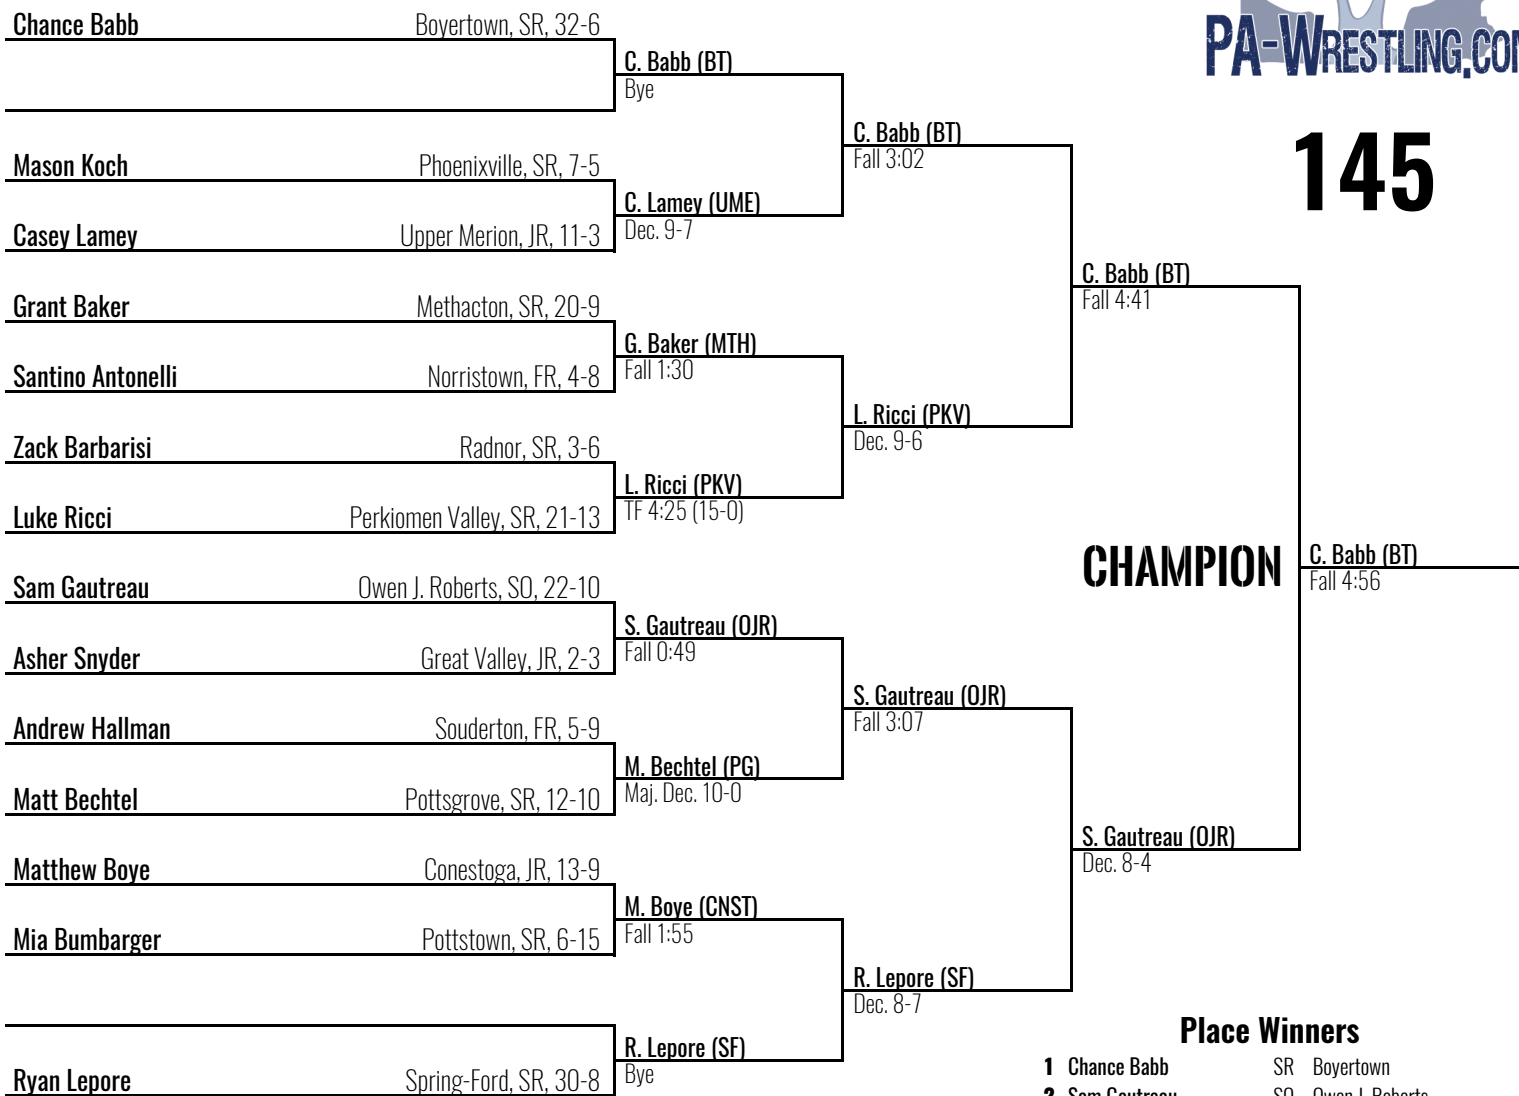 Chance Babb Boyertown, SR, 32-6
PA-WRESTLING.CO
C. Babb (BT)
Bye
C. Babb (BT)
Fall 3:02
145
Mason Koch Phoenixville, SR, 7-5
C. Lamey (UME)
Dec. 9-7
Casey Lamey Upper Merion, JR, 11-3
C. Babb (BT)
Fall 4:41
Grant Baker Methacton, SR, 20-9
G. Baker (MTH)
Fall 1:30
Santino Antonelli Norristown, FR, 4-8
L. Ricci (PKV)
Dec. 9-6
Zack Barbarisi Radnor, SR, 3-6
L. Ricci (PKV)
TF 4:25 (15-0)
Luke Ricci Perkiomen Valley, SR, 21-13
CHAMPION
C. Babb (BT)
Fall 4:56
Sam Gautreau Owen J. Roberts, SO, 22-10
S. Gautreau (OJR)
Fall 0:49
Asher Snyder Great Valley, JR, 2-3
S. Gautreau (OJR)
Fall 3:07
Andrew Hallman Souderton, FR, 5-9
M. Bechtel (PG)
Maj. Dec. 10-0
Matt Bechtel Pottsgrove, SR, 12-10
S. Gautreau (OJR)
Dec. 8-4
Matthew Boye Conestoga, JR, 13-9
M. Boye (CNST)
Fall 1:55
Mia Bumbarger Pottstown, SR, 6-15
R. Lepore (SF)
Dec. 8-7
R. Lepore (SF)
Bye
Ryan Lepore Spring-Ford, SR, 30-8
Place Winners
1 Chance Babb SR Boyertown
2 Sam Gautreau SO Owen J. Roberts